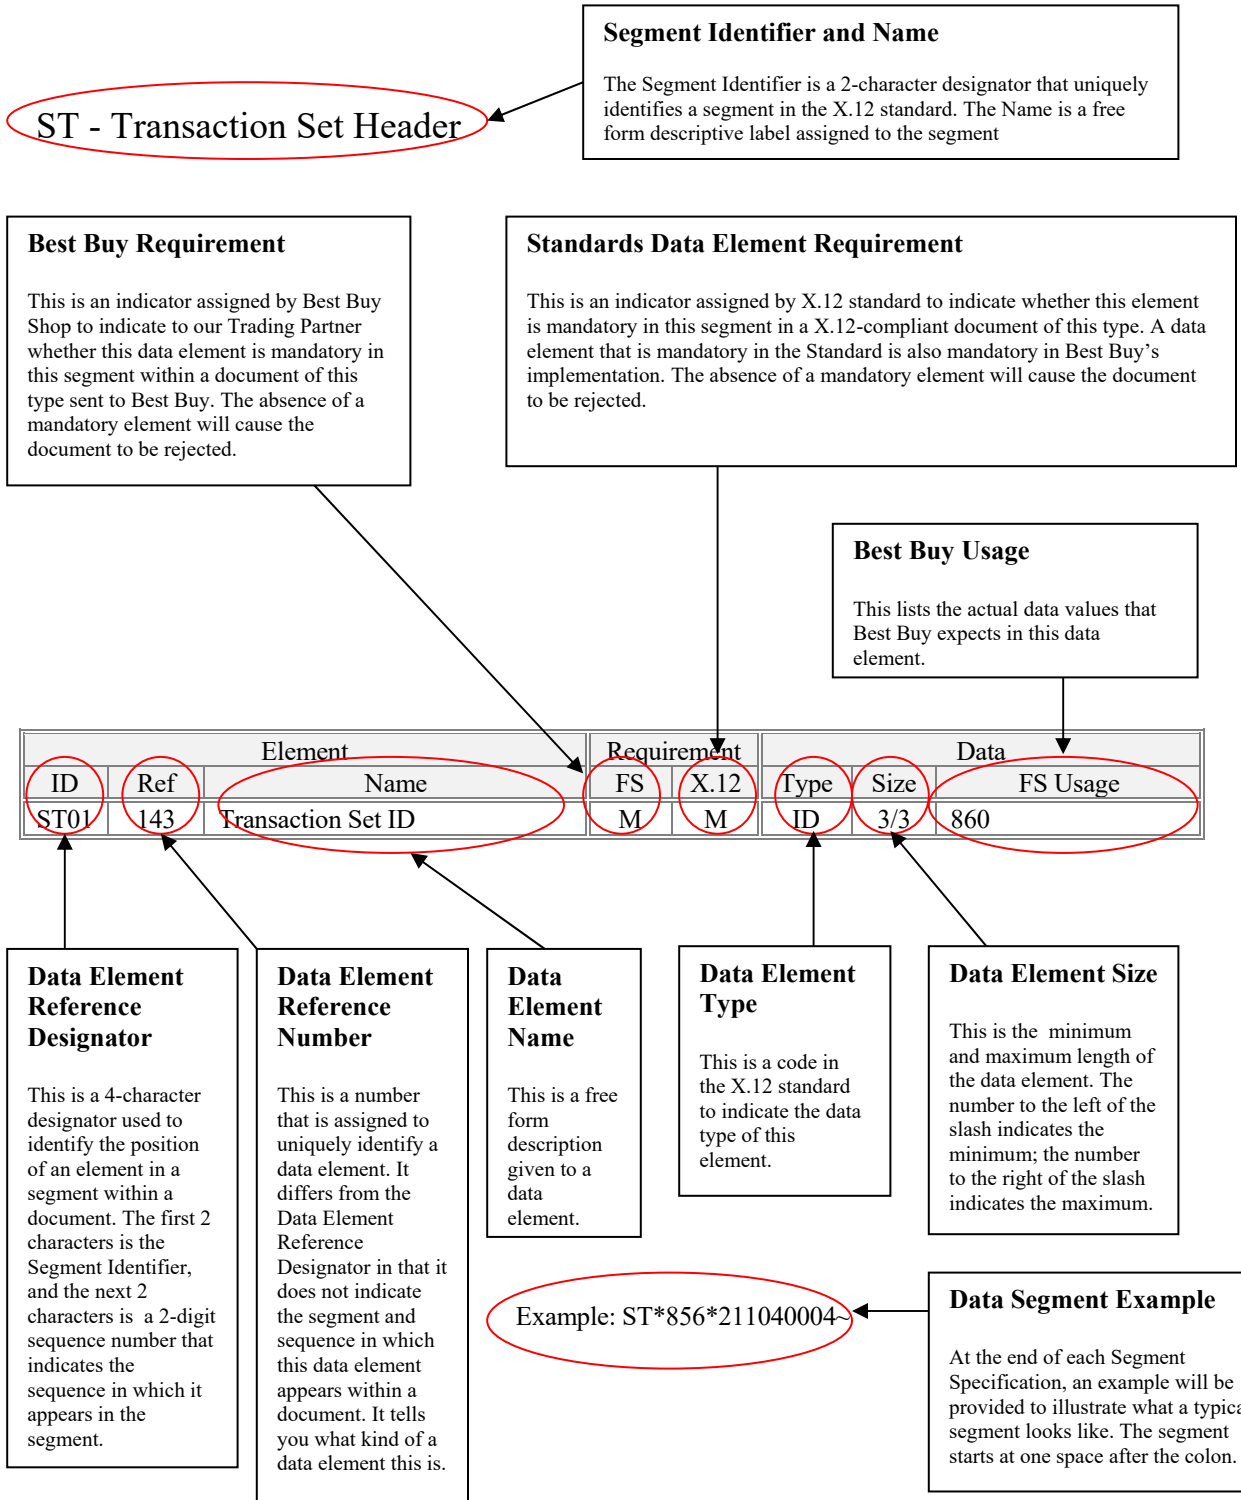 Segment Identifier and Name
The Segment Identifier is a 2-character designator that uniquely
identifies a segment in the X.12 standard. The Name is a free
form descriptive label assigned to the segment
ST - Transaction Set Header
Best Buy Requirement
This is an indicator assigned by Best Buy
Shop to indicate to our Trading Partner
whether this data element is mandatory in
this segment within a document of this
type sent to Best Buy. The absence of a
mandatory element will cause the
document to be rejected.
Standards Data Element Requirement
This is an indicator assigned by X.12 standard to indicate whether this element
is mandatory in this segment in a X.12-compliant document of this type. A data
element that is mandatory in the Standard is also mandatory in Best Buy’s
implementation. The absence of a mandatory element will cause the document
to be rejected.
Best Buy Usage
This lists the actual data values that
Best Buy expects in this data
element.
Element Requirement Data
ID Ref Name FS X.12 Type Size FS Usage
ST01 143 Transaction Set ID M M ID 3/3 860
Data Element
Reference
Designator
This is a 4-character
designator used to
identify the position
of an element in a
segment within a
document. The first 2
characters is the
Segment Identifier,
and the next 2
characters is a 2-digit
sequence number that
indicates the
sequence in which it
appears in the
segment.
Data Element
Reference
Number
This is a number
that is assigned to
uniquely identify a
data element. It
differs from the
Data Element
Reference
Designator in that it
does not indicate
the segment and
sequence in which
this data element
appears within a
document. It tells
you what kind of a
data element this is.
Data
Element
Name
This is a free
form
description
given to a
data
element.
Data Element
Type
This is a code in
the X.12 standard
to indicate the data
type of this
element.
Data Element Size
This is the minimum
and maximum length of
the data element. The
number to the left of the
slash indicates the
minimum; the number
to the right of the slash
indicates the maximum.
Example: ST*856*211040004~
Data Segment Example
At the end of each Segment
Specification, an example will be
provided to illustrate what a typica
segment looks like. The segment
starts at one space after the colon.